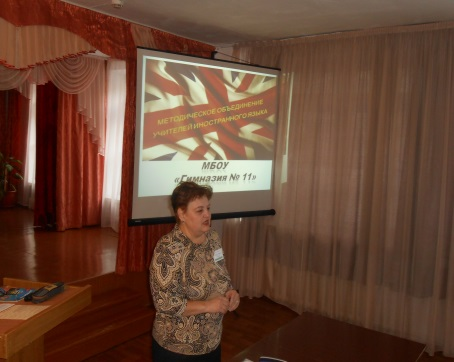 МЕТОДИЧЕСКОЕ ОБЪЕДИНЕНИЕ
УЧИТЕЛЕЙ ИНОСТРАННОГО ЯЗЫКА
МБОУ
«Гимназия № 11»